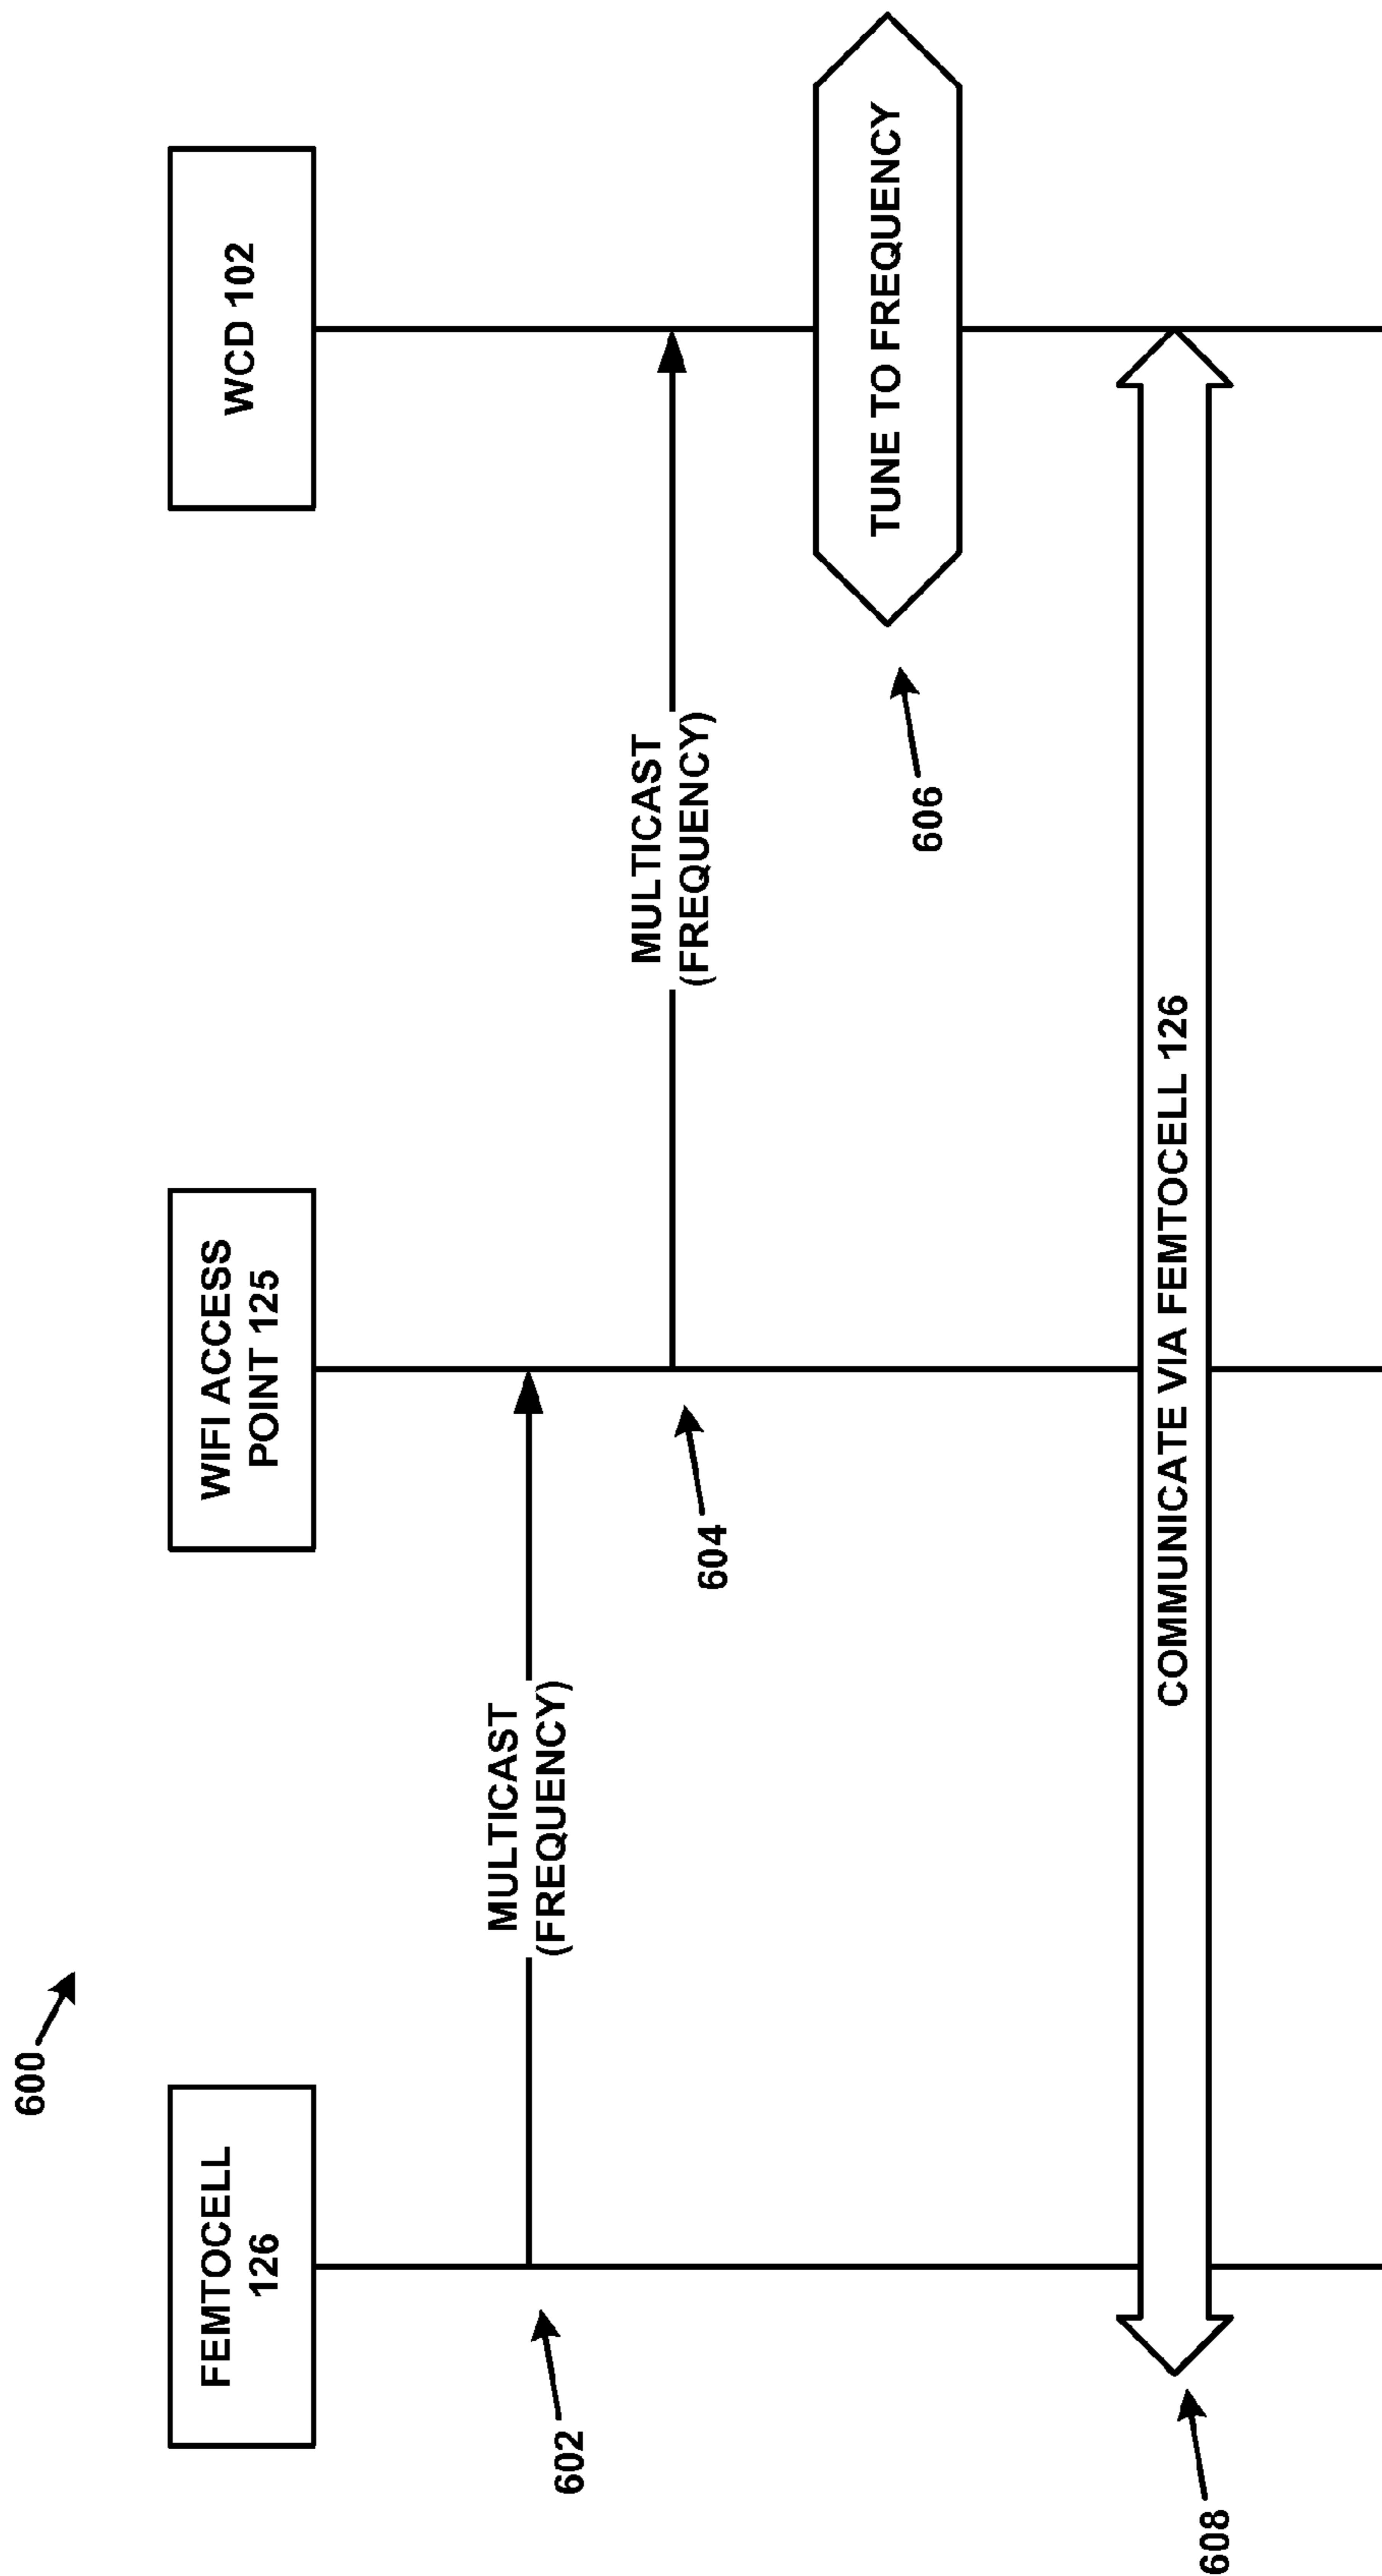 600
FEMTOCELL
126
WIFI ACCESS
POINT 125
WCD 102
MULTICAST
(FREQUENCY)
602
MULTICAST
(FREQUENCY)
604
TUNE TO FREQUENCY
606
COMMUNICATE VIA FEMTOCELL 126
608